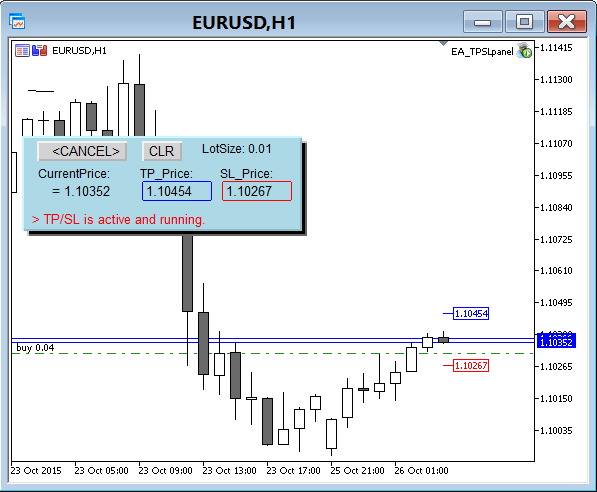 EURUSD,H1
EURUSD,H1
EA_TPSLpanel
1.11415
1.11300
1.11185
1.11070
1.10955
1.10840
1.10725
1.10610
1.10495
1.10352
1.10265
1.10150
1.10035
<CANCEL>
CLR
LotSize: 0.01
CurrentPrice:
TP_Price:
SL_Price:
= 1.10352
1.10454
1.10267
> TP/SL is active and running.
1.10454
buy 0.04
1.10267
23 Oct 2015
23 Oct 05:00
23 Oct 09:00
23 Oct 13:00
23 Oct 17:00
25 Oct 21:00
26 Oct 01:00